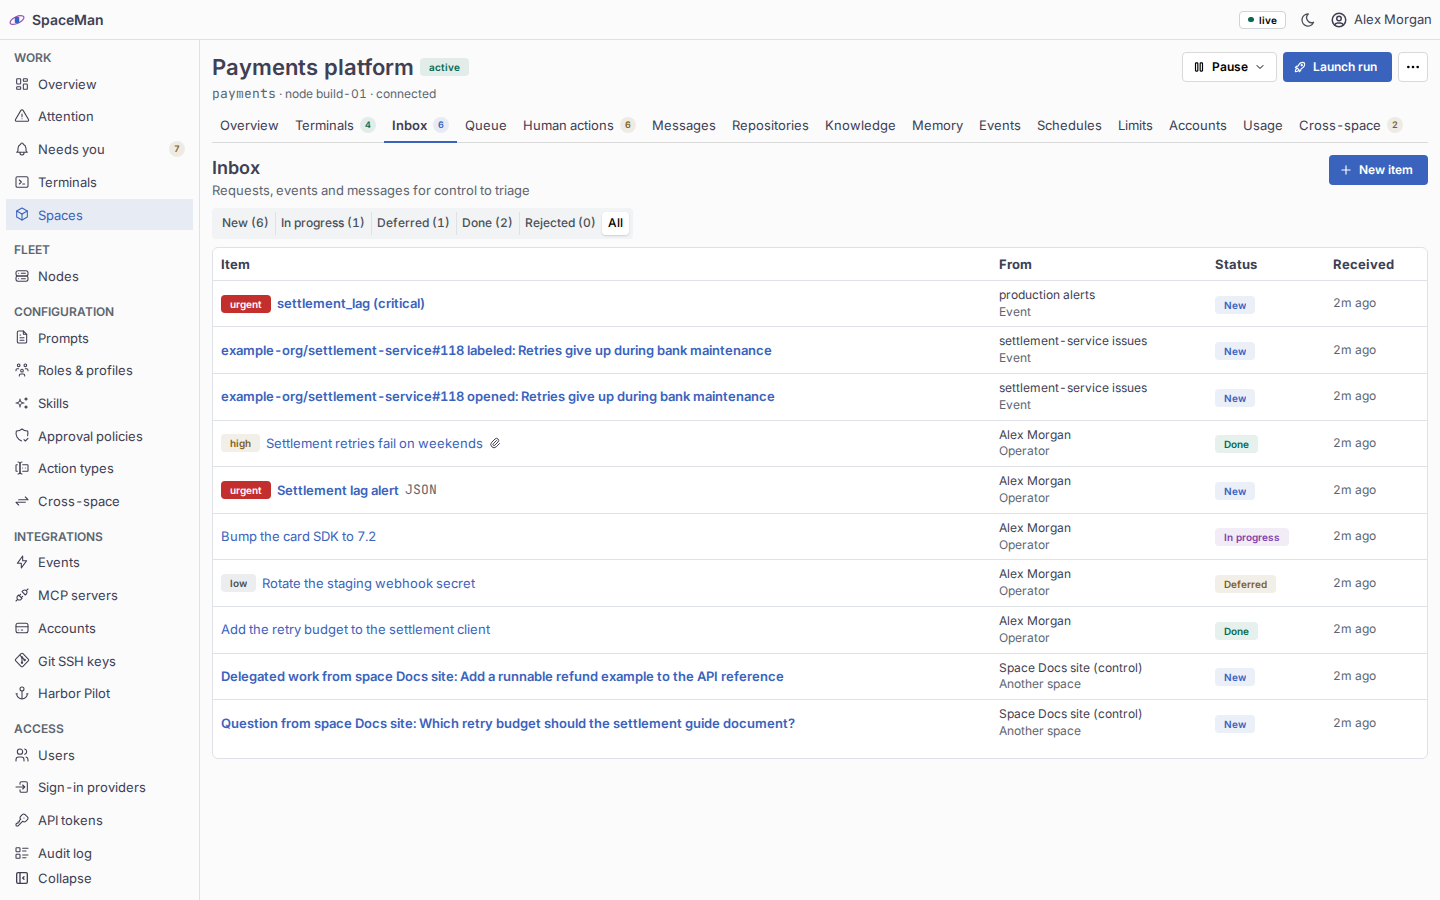 SpaceMan
live
Alex Morgan
WORK
Overview
Attention
Needs you 7
Terminals
Spaces
FLEET
Nodes
CONFIGURATION
Prompts
Roles & profiles
Skills
Approval policies
Action types
Cross-space
INTEGRATIONS
Events
MCP servers
Accounts
Git SSH keys
Harbor Pilot
ACCESS
Users
Sign-in providers
API tokens
Audit log
Collapse
Payments platform active
Pause
Launch run
payments · node build-01 · connected
Overview Terminals 4 Inbox 6 Queue Human actions 6 Messages Repositories Knowledge Memory Events Schedules Limits Accounts Usage Cross-space 2
Inbox
Requests, events and messages for control to triage
New item
New (6) In progress (1) Deferred (1) Done (2) Rejected (0) All
Item From Status Received
urgent settlement_lag (critical) production alerts New 2m ago
Event
example-org/settlement-service#118 labeled: Retries give up during bank maintenance settlement-service issues New 2m ago
Event
example-org/settlement-service#118 opened: Retries give up during bank maintenance settlement-service issues New 2m ago
Event
high Settlement retries fail on weekends Alex Morgan Done 2m ago
Operator
urgent Settlement lag alert JSON Alex Morgan New 2m ago
Operator
Bump the card SDK to 7.2 Alex Morgan In progress 2m ago
Operator
low Rotate the staging webhook secret Alex Morgan Deferred 2m ago
Operator
Add the retry budget to the settlement client Alex Morgan Done 2m ago
Operator
Delegated work from space Docs site: Add a runnable refund example to the API reference Space Docs site (control) New 2m ago
Another space
Question from space Docs site: Which retry budget should the settlement guide document? Space Docs site (control) New 2m ago
Another space